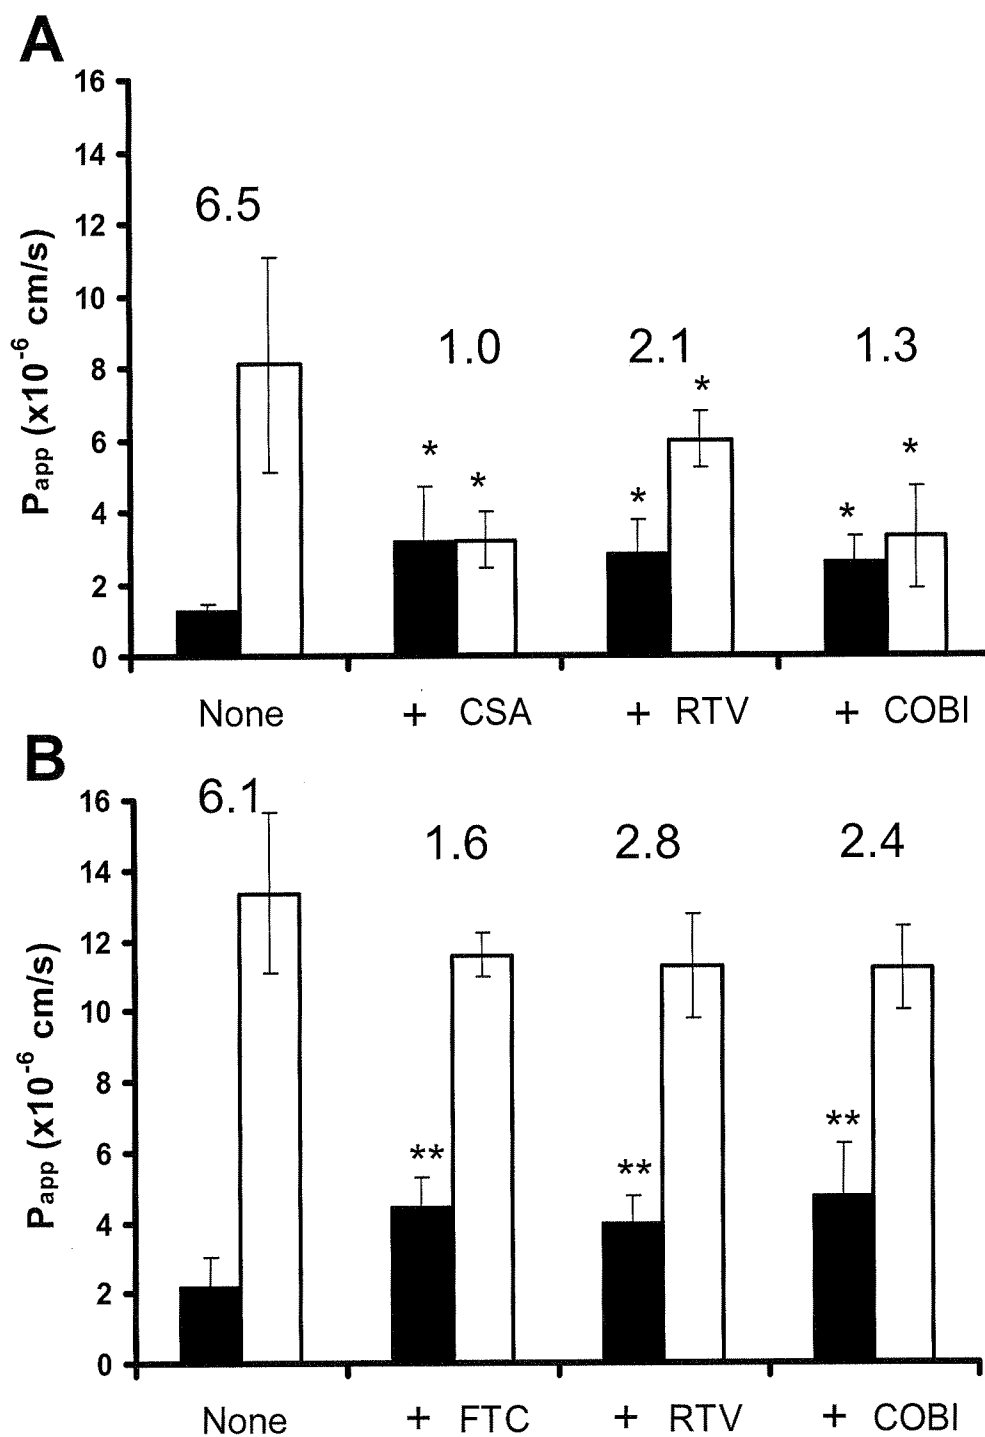 A
16
14
12
10
8
6
4
2
0
Papp (x10-6 cm/s)
6.5
1.0
2.1
1.3
*
*
*
*
*
*
None
+ CSA
+ RTV
+ COBI
B
16
14
12
10
8
6
4
2
0
Papp (x10-6 cm/s)
6.1
1.6
2.8
2.4
**
**
**
None
+ FTC
+ RTV
+ COBI